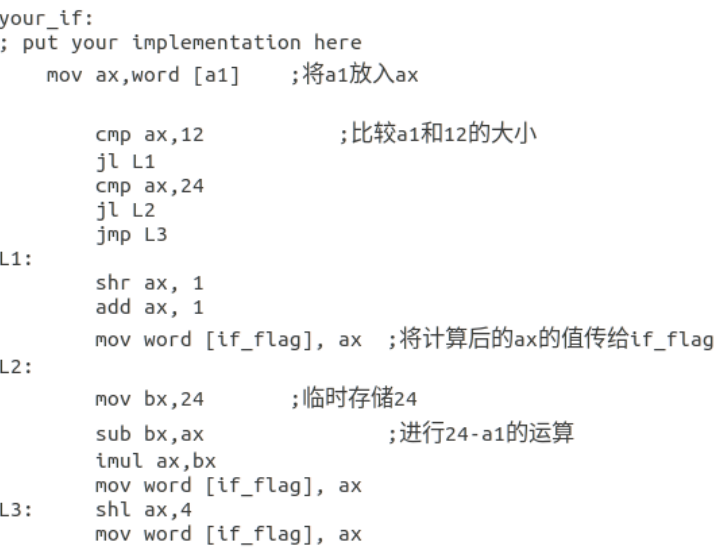 your_if:
; put your implementation here
mov ax,word [a1]    ;将a1放入ax
cmp ax,12    ;比较a1和12的大小
jl L1
cmp ax,24
jl L2
jmp L3
L1:
shr ax, 1
add ax, 1
mov word [if_flag], ax  ;将计算后的ax的值传给if_flag
L2:
mov bx,24    ;临时存储24
sub bx,ax    ;进行24-a1的运算
imul ax,bx
mov word [if_flag], ax
L3:    shl ax,4
mov word [if_flag], ax